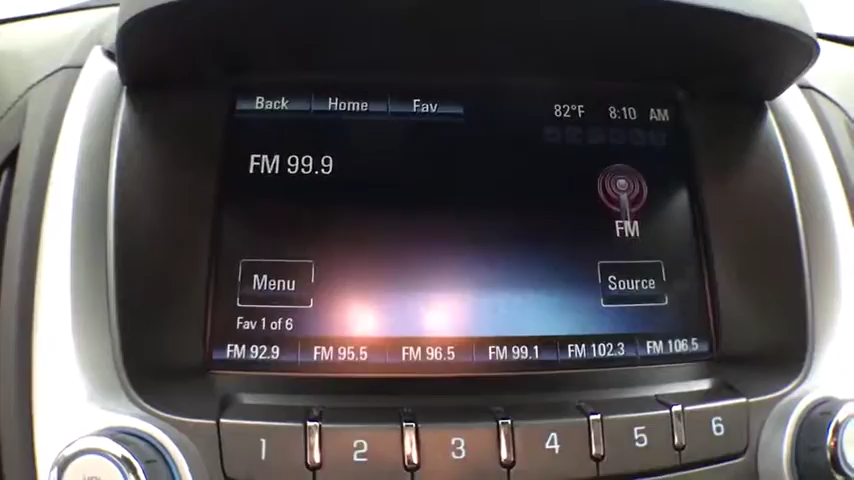 Back Home Fav 82°F 8:10 AM
FM 99.9
FM
Menu Source
Fav 1 of 6
FM 92.9 FM 95.5 FM 96.5 FM 99.1 FM 102.3 FM 106.5
1 2 3 4 5 6